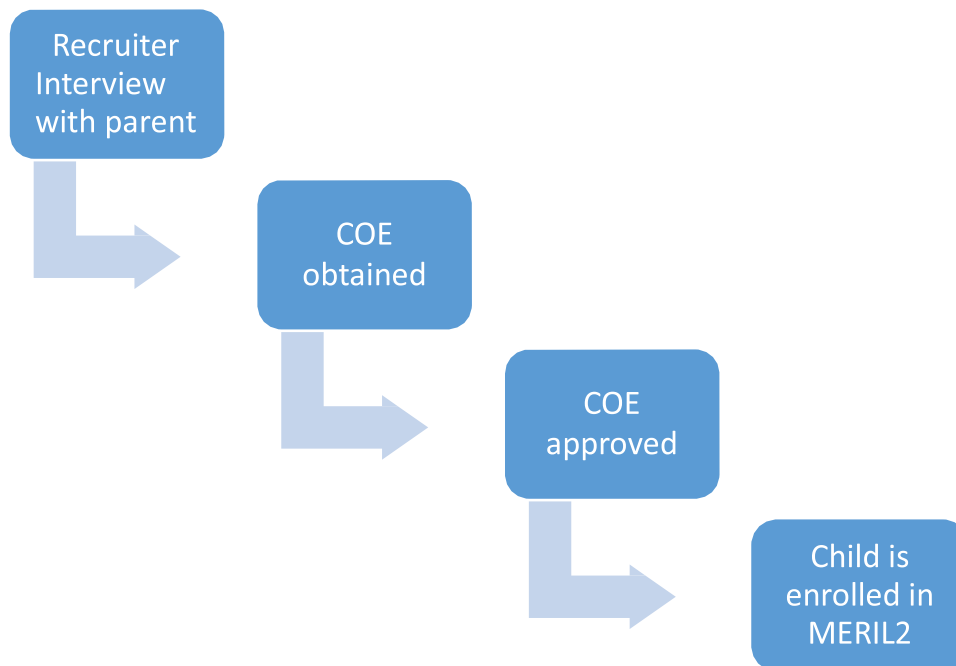 Recruiter
Interview
with parent
COE
obtained
COE
approved
Child is
enrolled in
MERIL2